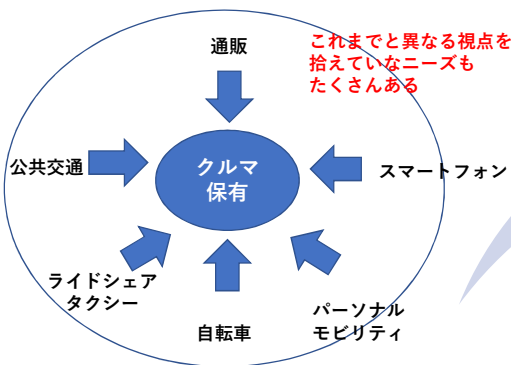 通販
これまでと異なる視点を
拾えていなニーズも
たくさんある
公共交通
クルマ
保有
スマートフォン
ライドシェア
タクシー
自転車
パーソナル
モビリティ